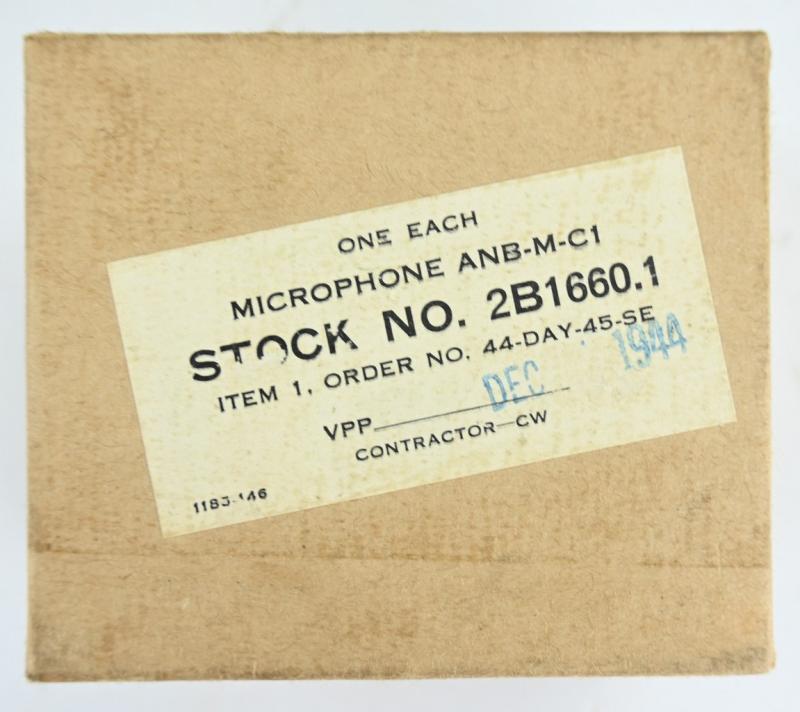 ONE EACH
MICROPHONE ANB-M-C1
STOCK NO. 2B1660.1
ITEM 1, ORDER NO. 44-DAY-45-SE
DEC 1944
VPP
CONTRACTOR—CW